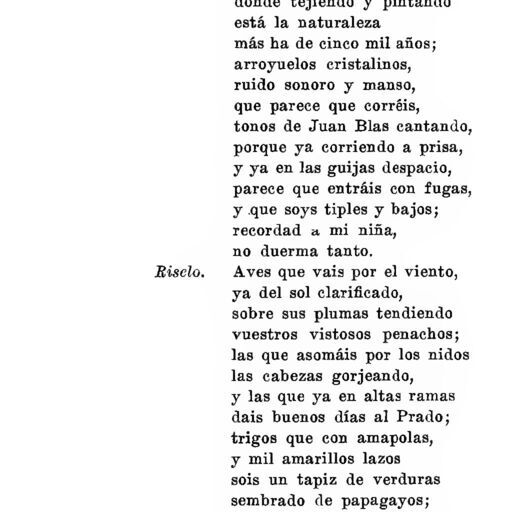 donde tejiendo y pintando
está la naturaleza
más ha de cinco mil años;
arroyuelos cristalinos,
ruido sonoro y manso,
que parece que corréis,
tonos de Juan Blas cantando,
porque ya corriendo a prisa,
y ya en las guijas despacio,
parece que entráis con fugas,
y que soys tiples y bajos;
recordad a mi niña,
no duerma tanto.
Riselo. Aves que vais por el viento,
ya del sol clarificado,
sobre sus plumas tendiendo
vuestros vistosos penachos;
las que asomáis por los nidos
las cabezas gorjeando,
y las que ya en altas ramas
dais buenos días al Prado;
trigos que con amapolas,
y mil amarillos lazos
sois un tapiz de verduras
sembrado de papagayos;